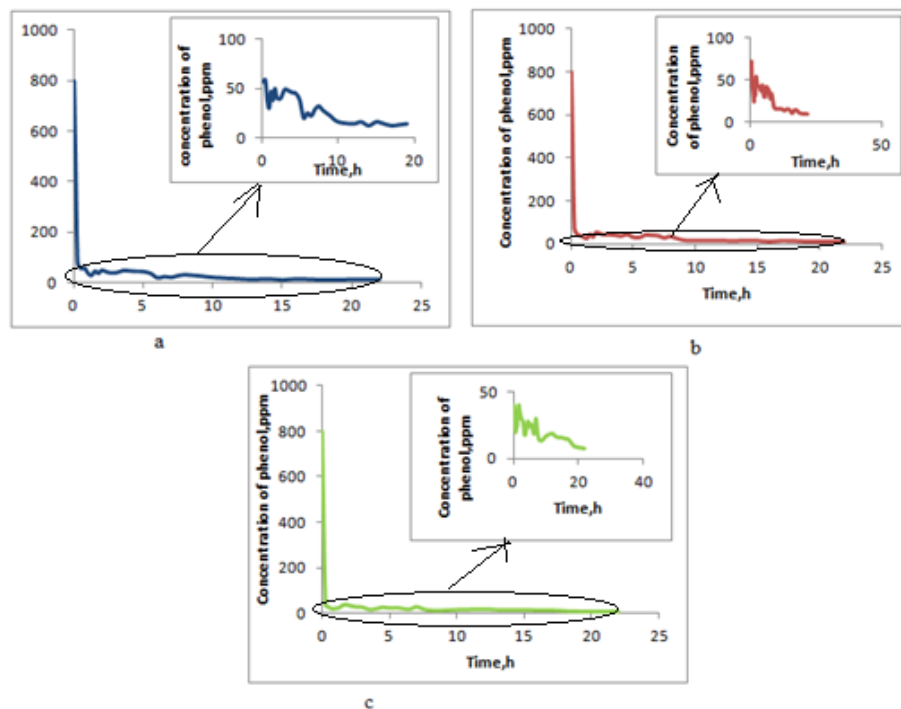 1000
800
600
400
200
0
0 5 10 15 20 25
concentration of
phenol,ppm
100
50
0
0 10 20
Time,h
a
Concentration of phenol,ppm
1000
800
600
400
200
0
0 5 10 15 20 25
Time,h
Concentration
of phenol,ppm
100
50
0
0 50
Time,h
b
Concentration of phenol,ppm
1000
800
600
400
200
0
0 5 10 15 20 25
Time,h
Concentration of
phenol,ppm
50
0
0 20 40
Time,h
c